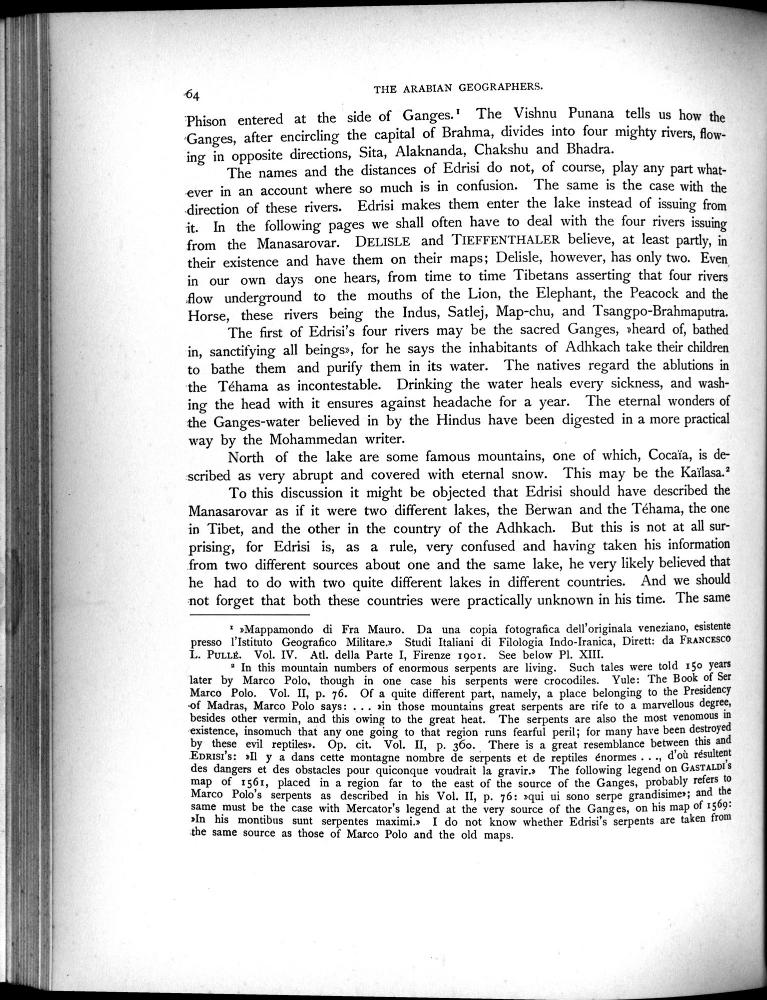 64
THE ARABIAN GEOGRAPHERS.
Phison entered at the side of Ganges.¹ The Vishnu Punana tells us how the
Ganges, after encircling the capital of Brahma, divides into four mighty rivers, flow-
ing in opposite directions, Sita, Alaknanda, Chakshu and Bhadra.
The names and the distances of Edrisi do not, of course, play any part what-
ever in an account where so much is in confusion. The same is the case with the
direction of these rivers. Edrisi makes them enter the lake instead of issuing from
it. In the following pages we shall often have to deal with the four rivers issuing
from the Manasarovar. DELISLE and TIEFFENTHALER believe, at least partly, in
their existence and have them on their maps; Delisle, however, has only two. Even
in our own days one hears, from time to time Tibetans asserting that four rivers
flow underground to the mouths of the Lion, the Elephant, the Peacock and the
Horse, these rivers being the Indus, Satlej, Map-chu, and Tsangpo-Brahmaputra.
The first of Edrisi's four rivers may be the sacred Ganges, »heard of, bathed
in, sanctifying all beings», for he says the inhabitants of Adhkach take their children
to bathe them and purify them in its water. The natives regard the ablutions in
the Téhama as incontestable. Drinking the water heals every sickness, and wash-
ing the head with it ensures against headache for a year. The eternal wonders of
the Ganges-water believed in by the Hindus have been digested in a more practical
way by the Mohammedan writer.
North of the lake are some famous mountains, one of which, Cocaïa, is de-
scribed as very abrupt and covered with eternal snow. This may be the Kaïlasa.²
To this discussion it might be objected that Edrisi should have described the
Manasarovar as if it were two different lakes, the Berwan and the Téhama, the one
in Tibet, and the other in the country of the Adhkach. But this is not at all sur-
prising, for Edrisi is, as a rule, very confused and having taken his information
from two different sources about one and the same lake, he very likely believed that
he had to do with two quite different lakes in different countries. And we should
not forget that both these countries were practically unknown in his time. The same
¹ »Mappamondo di Fra Mauro. Da una copia fotografica dell'originala veneziano, esistente
presso l'Istituto Geografico Militare.» Studi Italiani di Filologia Indo-Iranica, Dirett: da FRANCESCO
L. PULLÉ. Vol. IV. Atl. della Parte I, Firenze 1901. See below Pl. XIII.
² In this mountain numbers of enormous serpents are living. Such tales were told 150 years
later by Marco Polo, though in one case his serpents were crocodiles. Yule: The Book of Ser
Marco Polo. Vol. II, p. 76. Of a quite different part, namely, a place belonging to the Presidency
of Madras, Marco Polo says: . . . »in those mountains great serpents are rife to a marvellous degree,
besides other vermin, and this owing to the great heat. The serpents are also the most venomous in
existence, insomuch that any one going to that region runs fearful peril; for many have been destroyed
by these evil reptiles». Op. cit. Vol. II, p. 360. There is a great resemblance between this and
EDRISI'S: »Il y a dans cette montagne nombre de serpents et de reptiles énormes . . ., d'où résultent
des dangers et des obstacles pour quiconque voudrait la gravir.» The following legend on GASTALDI'S
map of 1561, placed in a region far to the east of the source of the Ganges, probably refers to
Marco Polo's serpents as described in his Vol. II, p. 76: »qui ui sono serpe grandisime»; and the
same must be the case with Mercator's legend at the very source of the Ganges, on his map of 1569:
»In his montibus sunt serpentes maximi.» I do not know whether Edrisi's serpents are taken from
the same source as those of Marco Polo and the old maps.